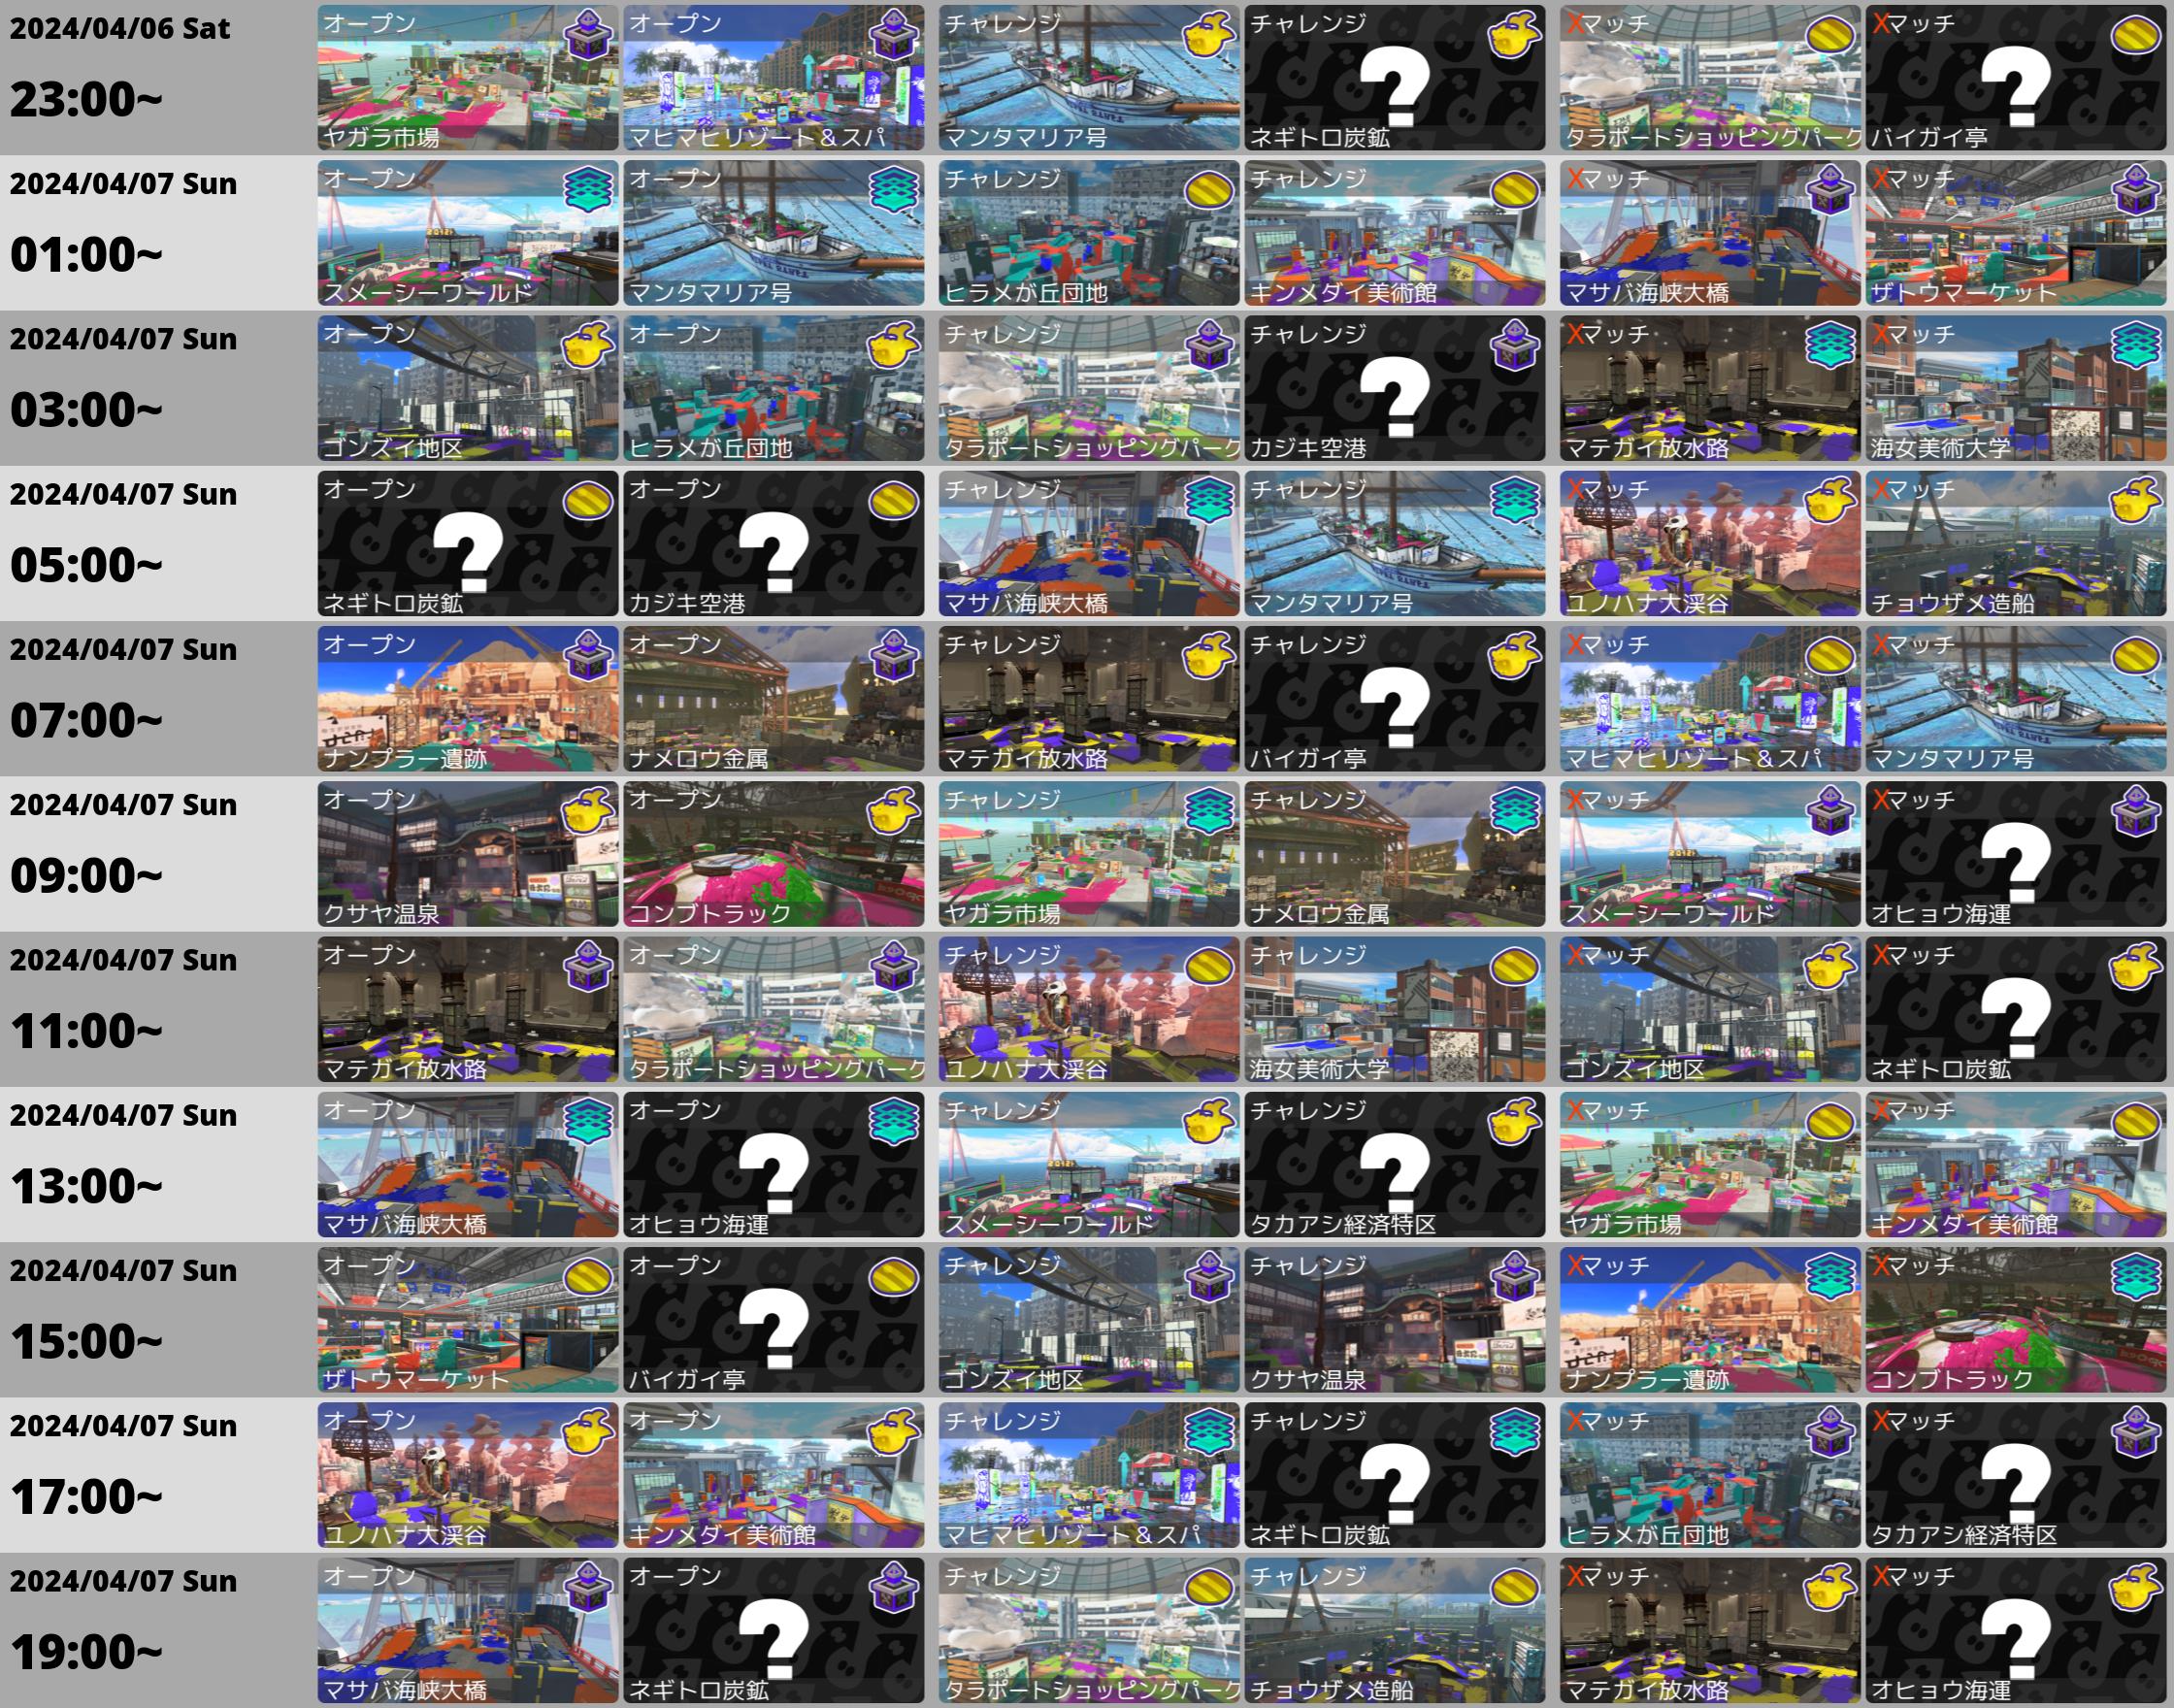 2024/04/06 Sat
23:00~
オープン
ヤガラ市場
オープン
マヒマヒリゾート＆スパ
チャレンジ
マンタマリア号
チャレンジ
ネギトロ炭鉱
Xマッチ
タラポートショッピングパーク
Xマッチ
バイガイ亭
2024/04/07 Sun
01:00~
オープン
スメーシーワールド
オープン
マンタマリア号
チャレンジ
ヒラメが丘団地
チャレンジ
キンメダイ美術館
Xマッチ
マサバ海峡大橋
Xマッチ
ザトウマーケット
2024/04/07 Sun
03:00~
オープン
ゴンズイ地区
オープン
ヒラメが丘団地
チャレンジ
タラポートショッピングパーク
チャレンジ
カジキ空港
Xマッチ
マテガイ放水路
Xマッチ
海女美術大学
2024/04/07 Sun
05:00~
オープン
ネギトロ炭鉱
オープン
カジキ空港
チャレンジ
マサバ海峡大橋
チャレンジ
マンタマリア号
Xマッチ
ユノハナ大渓谷
Xマッチ
チョウザメ造船
2024/04/07 Sun
07:00~
オープン
ナンプラー遺跡
オープン
ナメロウ金属
チャレンジ
マテガイ放水路
チャレンジ
バイガイ亭
Xマッチ
マヒマヒリゾート＆スパ
Xマッチ
マンタマリア号
2024/04/07 Sun
09:00~
オープン
クサヤ温泉
オープン
コンブトラック
チャレンジ
ヤガラ市場
チャレンジ
ナメロウ金属
Xマッチ
スメーシーワールド
Xマッチ
オヒョウ海運
2024/04/07 Sun
11:00~
オープン
マテガイ放水路
オープン
タラポートショッピングパーク
チャレンジ
ユノハナ大渓谷
チャレンジ
海女美術大学
Xマッチ
ゴンズイ地区
Xマッチ
ネギトロ炭鉱
2024/04/07 Sun
13:00~
オープン
マサバ海峡大橋
オープン
オヒョウ海運
チャレンジ
スメーシーワールド
チャレンジ
タカアシ経済特区
Xマッチ
ヤガラ市場
Xマッチ
キンメダイ美術館
2024/04/07 Sun
15:00~
オープン
ザトウマーケット
オープン
バイガイ亭
チャレンジ
ゴンズイ地区
チャレンジ
クサヤ温泉
Xマッチ
ナンプラー遺跡
Xマッチ
コンブトラック
2024/04/07 Sun
17:00~
オープン
ユノハナ大渓谷
オープン
キンメダイ美術館
チャレンジ
マヒマヒリゾート＆スパ
チャレンジ
ネギトロ炭鉱
Xマッチ
ヒラメが丘団地
Xマッチ
タカアシ経済特区
2024/04/07 Sun
19:00~
オープン
マサバ海峡大橋
オープン
ネギトロ炭鉱
チャレンジ
タラポートショッピングパーク
チャレンジ
チョウザメ造船
Xマッチ
マテガイ放水路
Xマッチ
オヒョウ海運